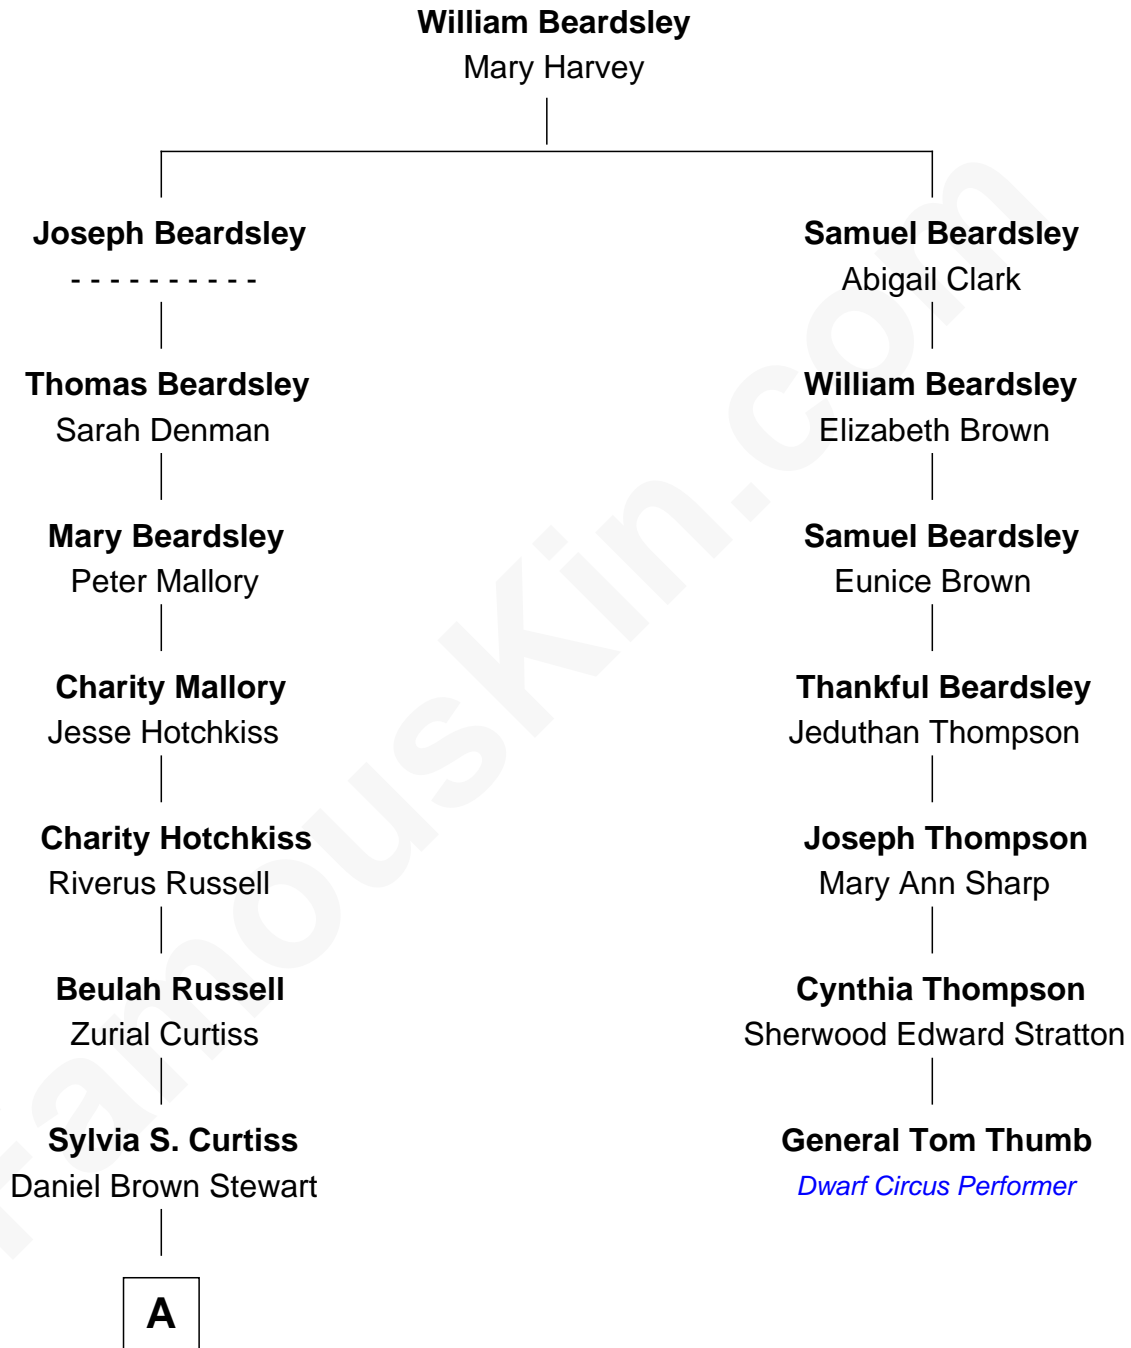 William Beardsley
Mary Harvey
Joseph Beardsley
- - - - - - - - - -
Thomas Beardsley
Sarah Denman
Mary Beardsley
Peter Mallory
Charity Mallory
Jesse Hotchkiss
Charity Hotchkiss
Riverus Russell
Beulah Russell
Zurial Curtiss
Sylvia S. Curtiss
Daniel Brown Stewart
A
Samuel Beardsley
Abigail Clark
William Beardsley
Elizabeth Brown
Samuel Beardsley
Eunice Brown
Thankful Beardsley
Jeduthan Thompson
Joseph Thompson
Mary Ann Sharp
Cynthia Thompson
Sherwood Edward Stratton
General Tom Thumb
Dwarf Circus Performer
FamousKin.com